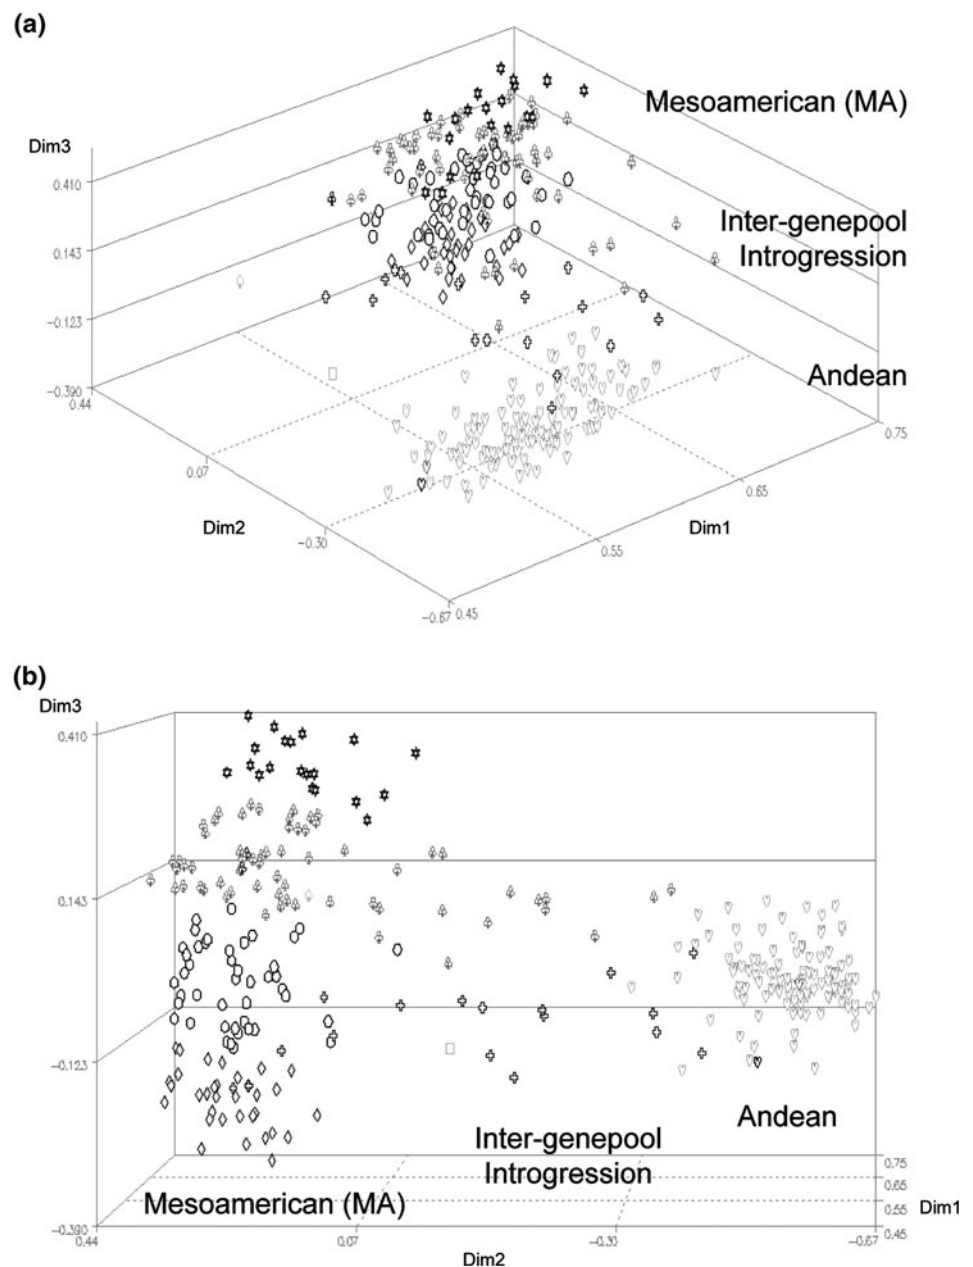 (a)
Mesoamerican (MA)
Dim3
0.410
Inter-genepool
Introgression
0.143
-0.123
Andean
-0.390
0.44
0.75
0.07
0.65
Dim2
Dim1
-0.30
0.55
-0.67 0.45
(b)
Dim3
0.410
0.143
-0.123
Andean
Inter-genepool
Introgression
0.75
0.65
Mesoamerican (MA)
0.55
Dim1
-0.390
0.45
0.44
0.07
-0.30
-0.67
Dim2